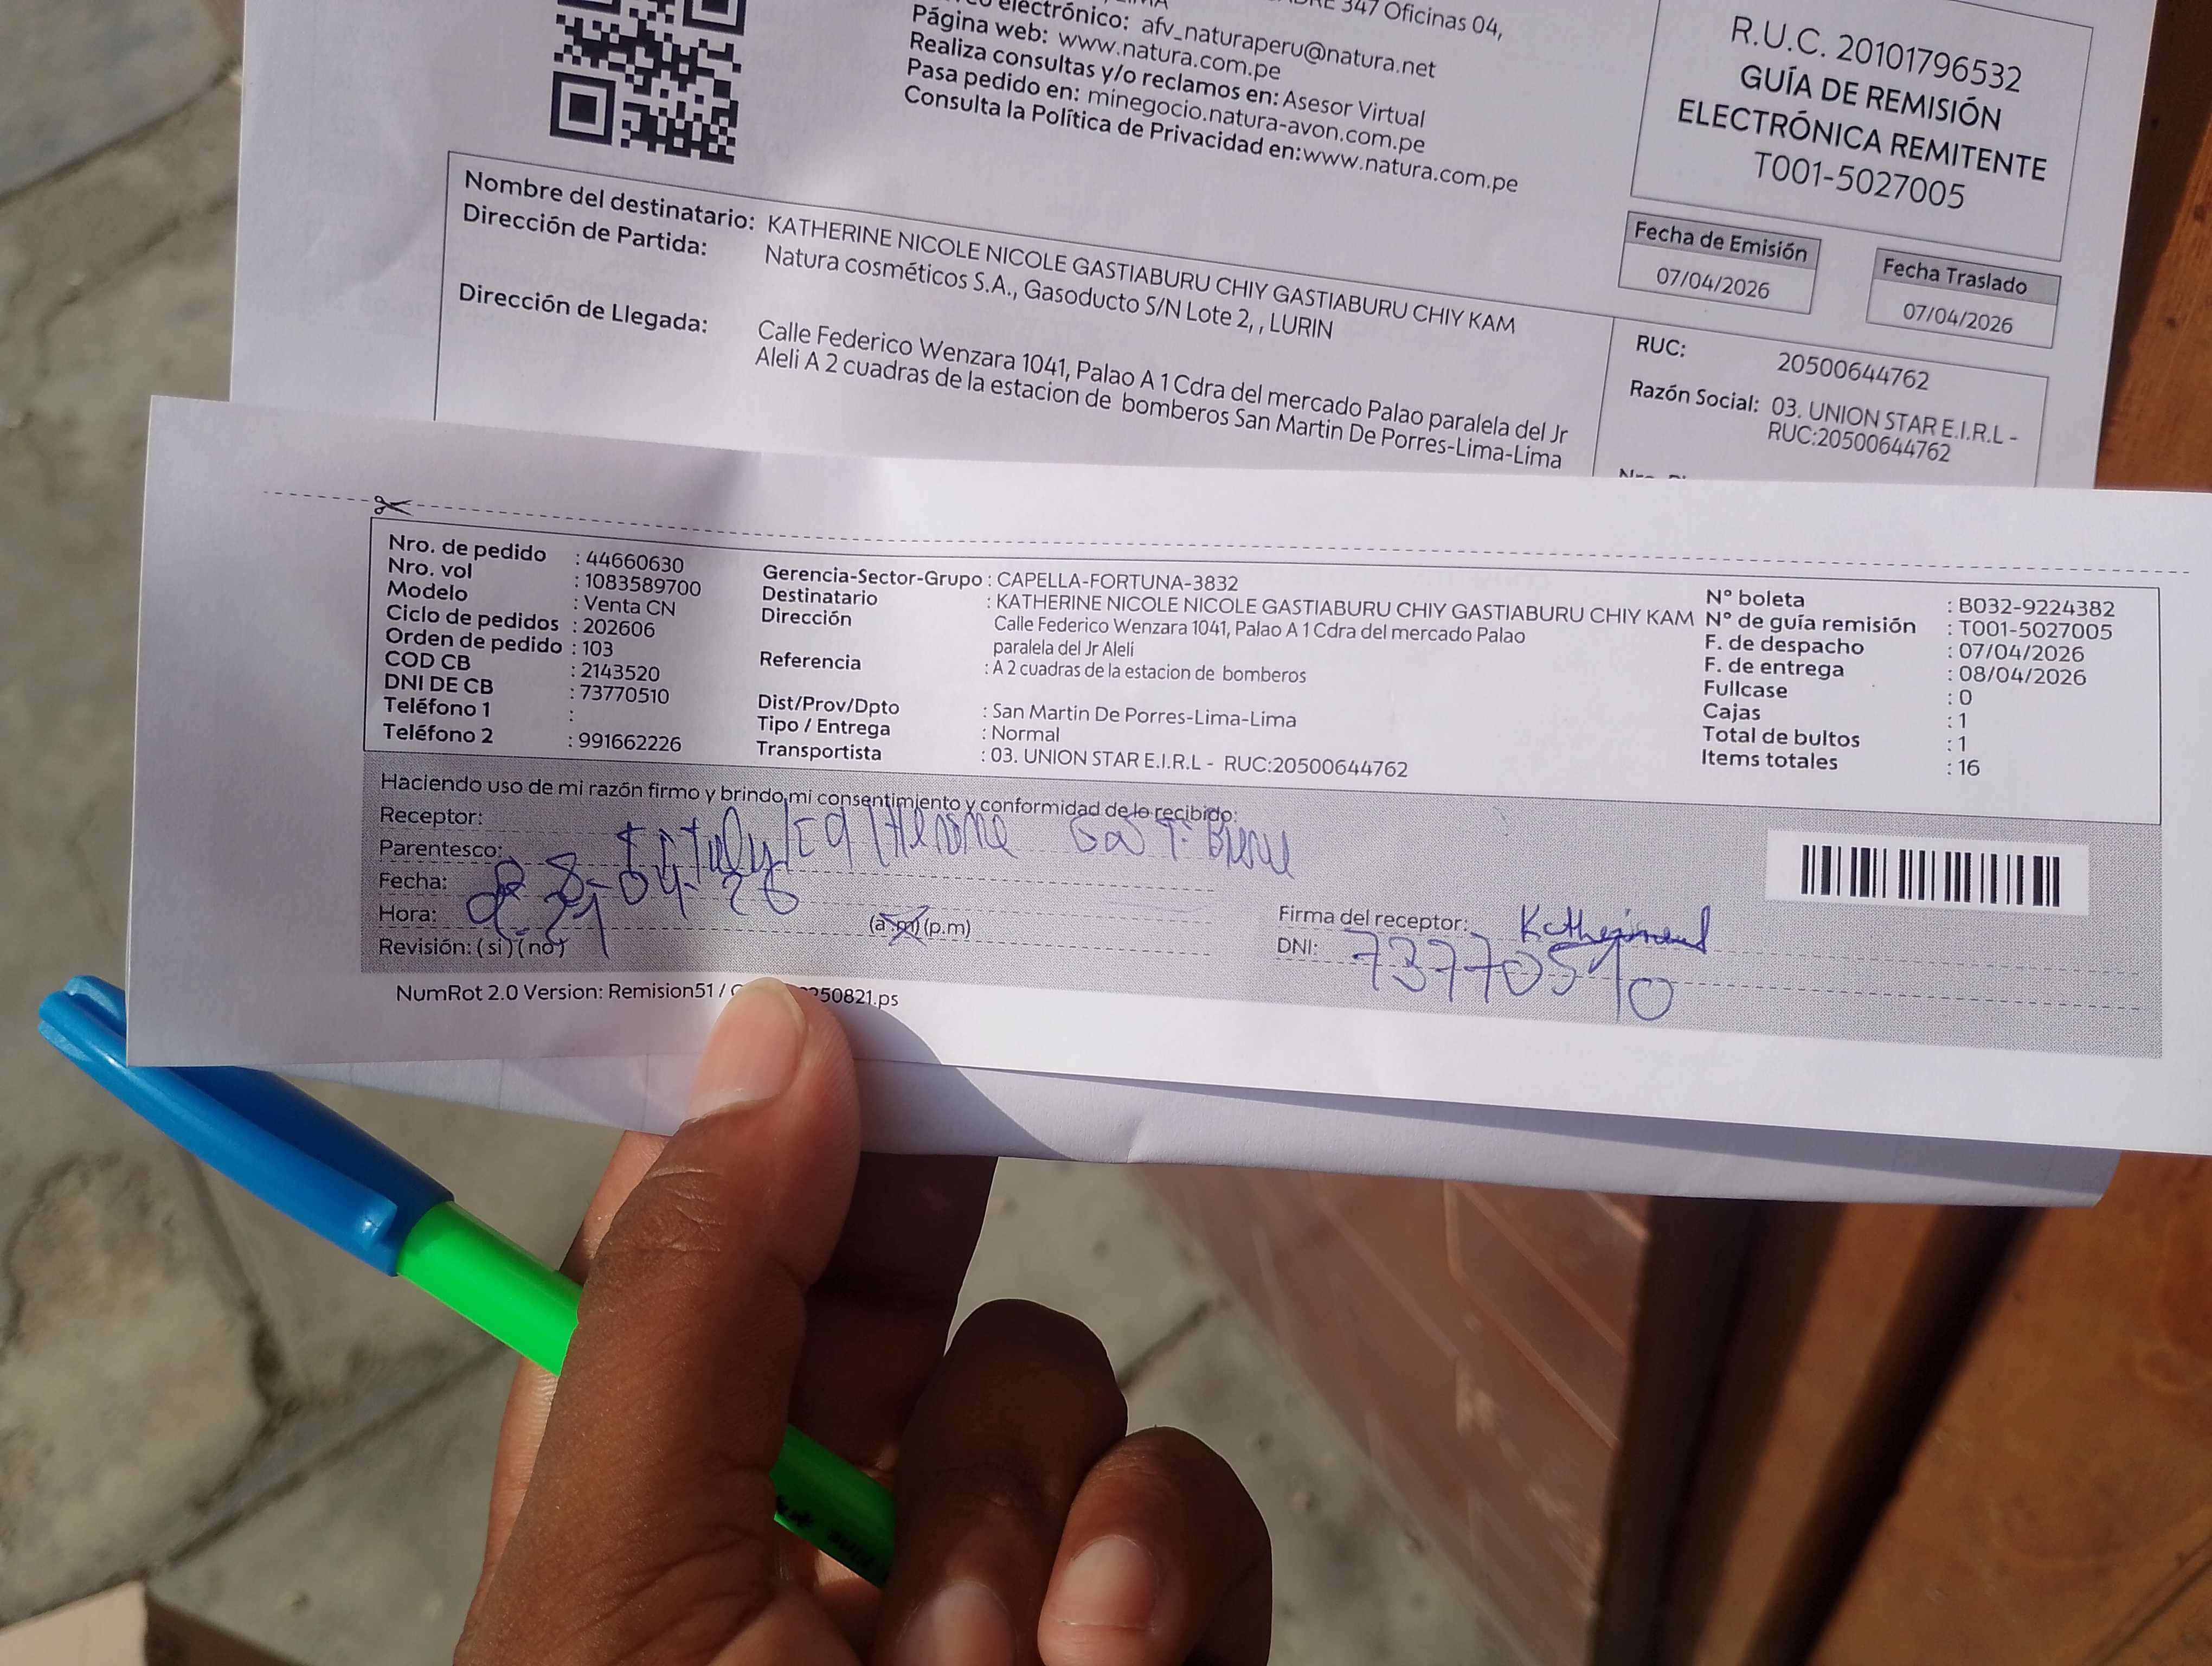 347 Oficinas 04,
electrónico: afv_naturaperu@natura.net
Página web: www.natura.com.pe
Realiza consultas y/o reclamos en: Asesor Virtual
Pasa pedido en: minegocio.natura-avon.com.pe
Consulta la Política de Privacidad en:www.natura.com.pe
R.U.C. 20101796532
GUÍA DE REMISIÓN
ELECTRÓNICA REMITENTE
T001-5027005
Fecha de Emisión
07/04/2026
Fecha Traslado
07/04/2026
Nombre del destinatario: KATHERINE NICOLE NICOLE GASTIABURU CHIY GASTIABURU CHIY KAM
Dirección de Partida: Natura cosméticos S.A., Gasoducto S/N Lote 2, , LURIN
Dirección de Llegada: Calle Federico Wenzara 1041, Palao A 1 Cdra del mercado Palao paralela del Jr
Aleli A 2 cuadras de la estacion de bomberos San Martin De Porres-Lima-Lima
RUC: 20500644762
Razón Social: 03. UNION STAR E.I.R.L -
RUC:20500644762
Nro. de pedido : 44660630
Nro. vol : 1083589700
Modelo : Venta CN
Ciclo de pedidos : 202606
Orden de pedido : 103
COD CB : 2143520
DNI DE CB : 73770510
Teléfono 1 :
Teléfono 2 : 991662226
Gerencia-Sector-Grupo : CAPELLA-FORTUNA-3832
Destinatario : KATHERINE NICOLE NICOLE GASTIABURU CHIY GASTIABURU CHIY KAM
Dirección Calle Federico Wenzara 1041, Palao A 1 Cdra del mercado Palao
paralela del Jr Aleli
Referencia : A 2 cuadras de la estacion de bomberos
Dist/Prov/Dpto : San Martin De Porres-Lima-Lima
Tipo / Entrega : Normal
Transportista : 03. UNION STAR E.I.R.L - RUC:20500644762
N° boleta : B032-9224382
N° de guía remisión : T001-5027005
F. de despacho : 07/04/2026
F. de entrega : 08/04/2026
Fullcase : 0
Cajas : 1
Total de bultos : 1
Items totales : 16
Haciendo uso de mi razón firmo y brindo mi consentimiento y conformidad de lo recibido:
Receptor:
Parentesco:
Fecha: 8-04-26
Hora: (a.m) (p.m)
Revisión: ( si ) ( no )
Firma del receptor:
DNI: 73770510
NumRot 2.0 Version: Remision51 / 250821.ps